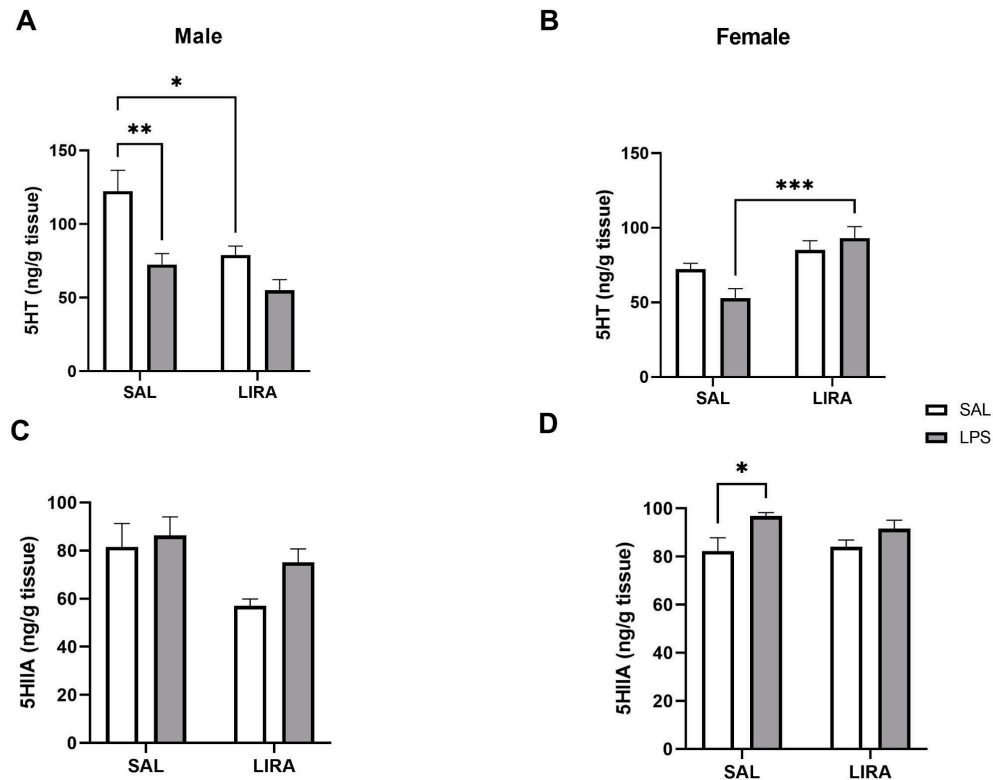 A
Male
*
**
150
100
50
0
5HT (ng/g tissue)
SAL
LIRA
B
Female
***
150
100
50
0
5HT (ng/g tissue)
SAL
LIRA
SAL
LPS
C
100
80
60
40
20
0
5HIIA (ng/g tissue)
SAL
LIRA
D
*
100
80
60
40
20
0
5HIIA (ng/g tissue)
SAL
LIRA